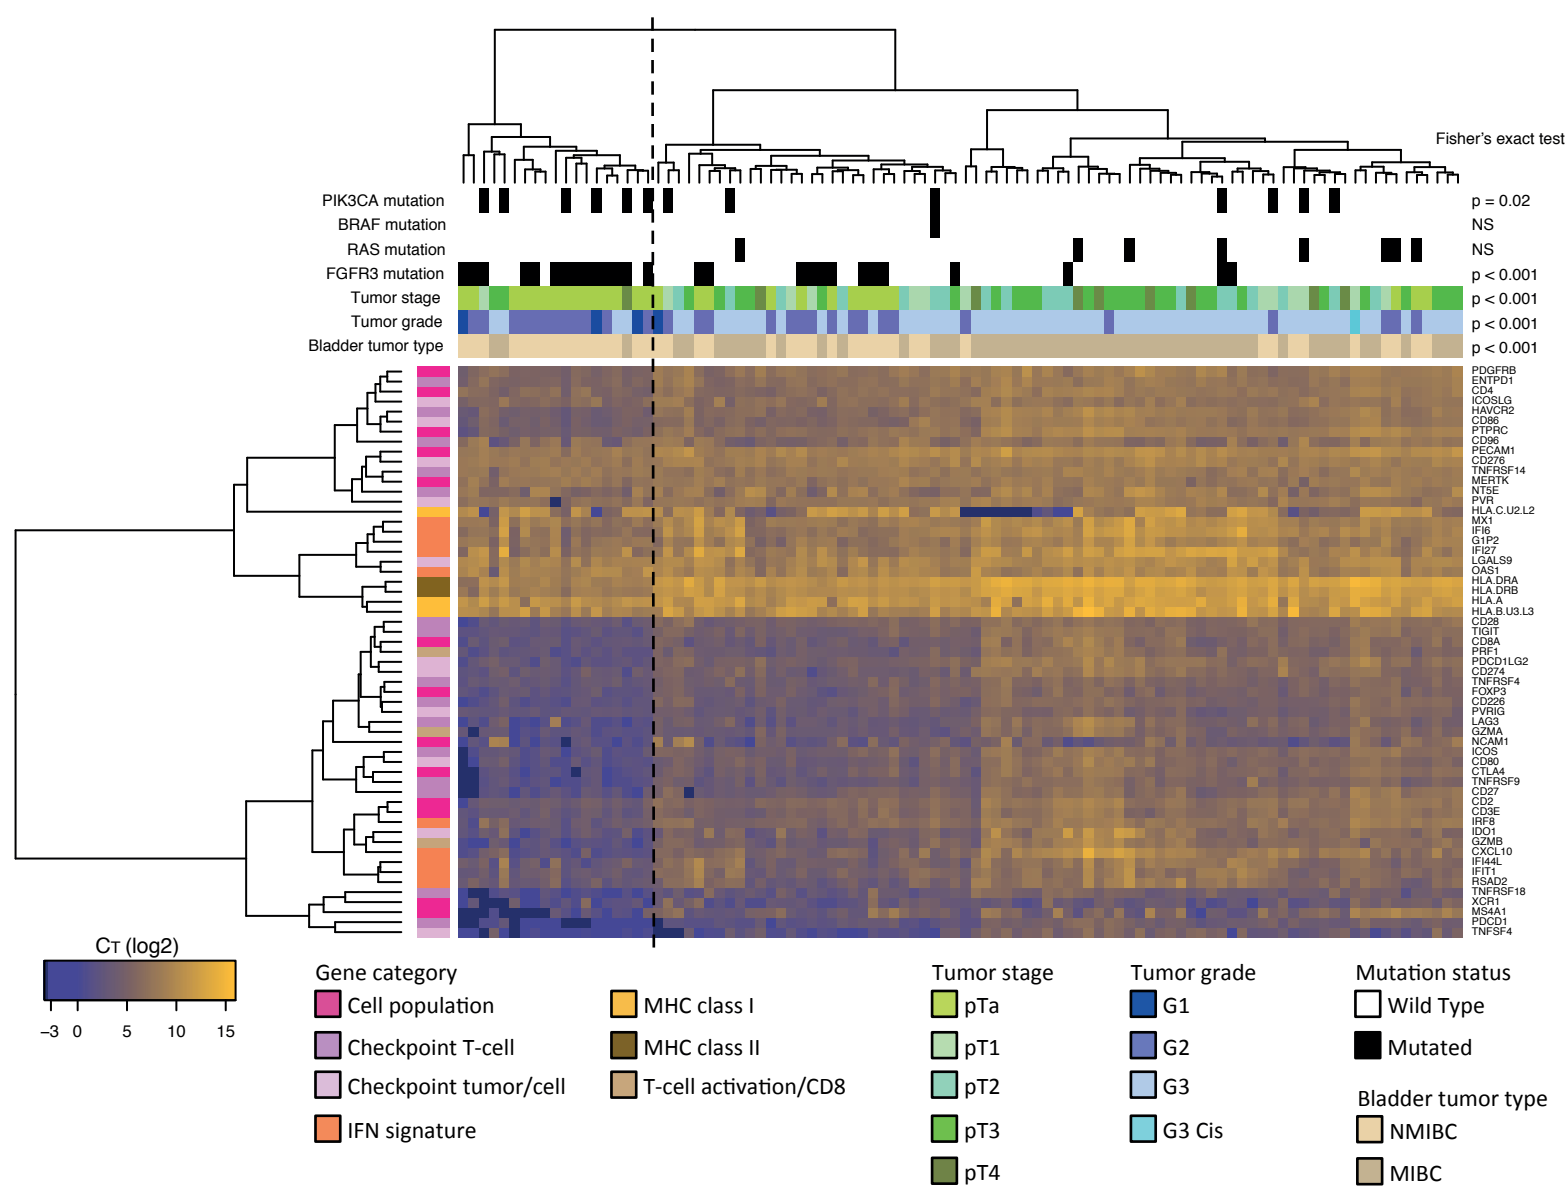 Fisher's exact test
PIK3CA mutation p = 0.02
BRAF mutation NS
RAS mutation NS
FGFR3 mutation p < 0.001
Tumor stage p < 0.001
Tumor grade p < 0.001
Bladder tumor type p < 0.001
PDGFRB
ENTPD1
CD4
ICOSLG
HAVCR2
CD86
PTPRC
CD96
PECAM1
CD276
TNFRSF14
MERTK
NT5E
PVR
HLA.C.U2.L2
MX1
IFI6
G1P2
IFI27
LGALS9
OAS1
HLA.DRA
HLA.DRB
HLA.A
HLA.B.U3.L3
CD28
TIGIT
CD8A
PRF1
PDCD1LG2
CD274
TNFRSF4
FOXP3
CD226
PVRIG
LAG3
GZMA
NCAM1
ICOS
CD80
CTLA4
TNFRSF9
CD27
CD2
CD3E
IRF8
IDO1
GZMB
CXCL10
IFI44L
IFIT1
RSAD2
TNFRSF18
XCR1
MS4A1
PDCD1
TNFSF4
CT (log2)
−3 0 5 10 15
Gene category
Cell population
Checkpoint T-cell
Checkpoint tumor/cell
IFN signature
MHC class I
MHC class II
T-cell activation/CD8
Tumor stage
pTa
pT1
pT2
pT3
pT4
Tumor grade
G1
G2
G3
G3 Cis
Mutation status
Wild Type
Mutated
Bladder tumor type
NMIBC
MIBC